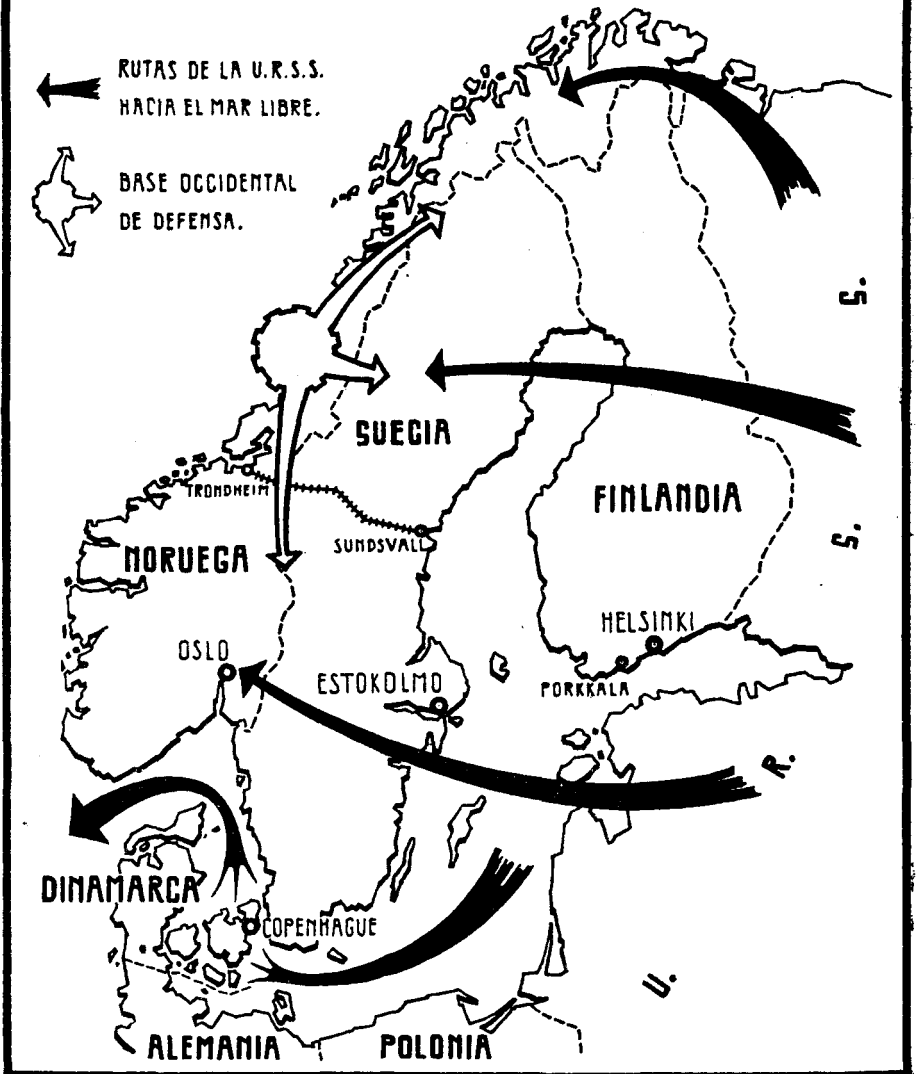 RUTAS DE LA U.R.S.S.
HACIA EL MAR LIBRE.
BASE OCCIDENTAL
DE DEFENSA.
S.
SUECIA
TRONDHEIM
FINLANDIA
SUNDSVALL
S.
NORUEGA
HELSINKI
OSLO
ESTOKOLMO
PORKKALA
R.
DINAMARCA
COPENHAGUE
U.
ALEMANIA
POLONIA